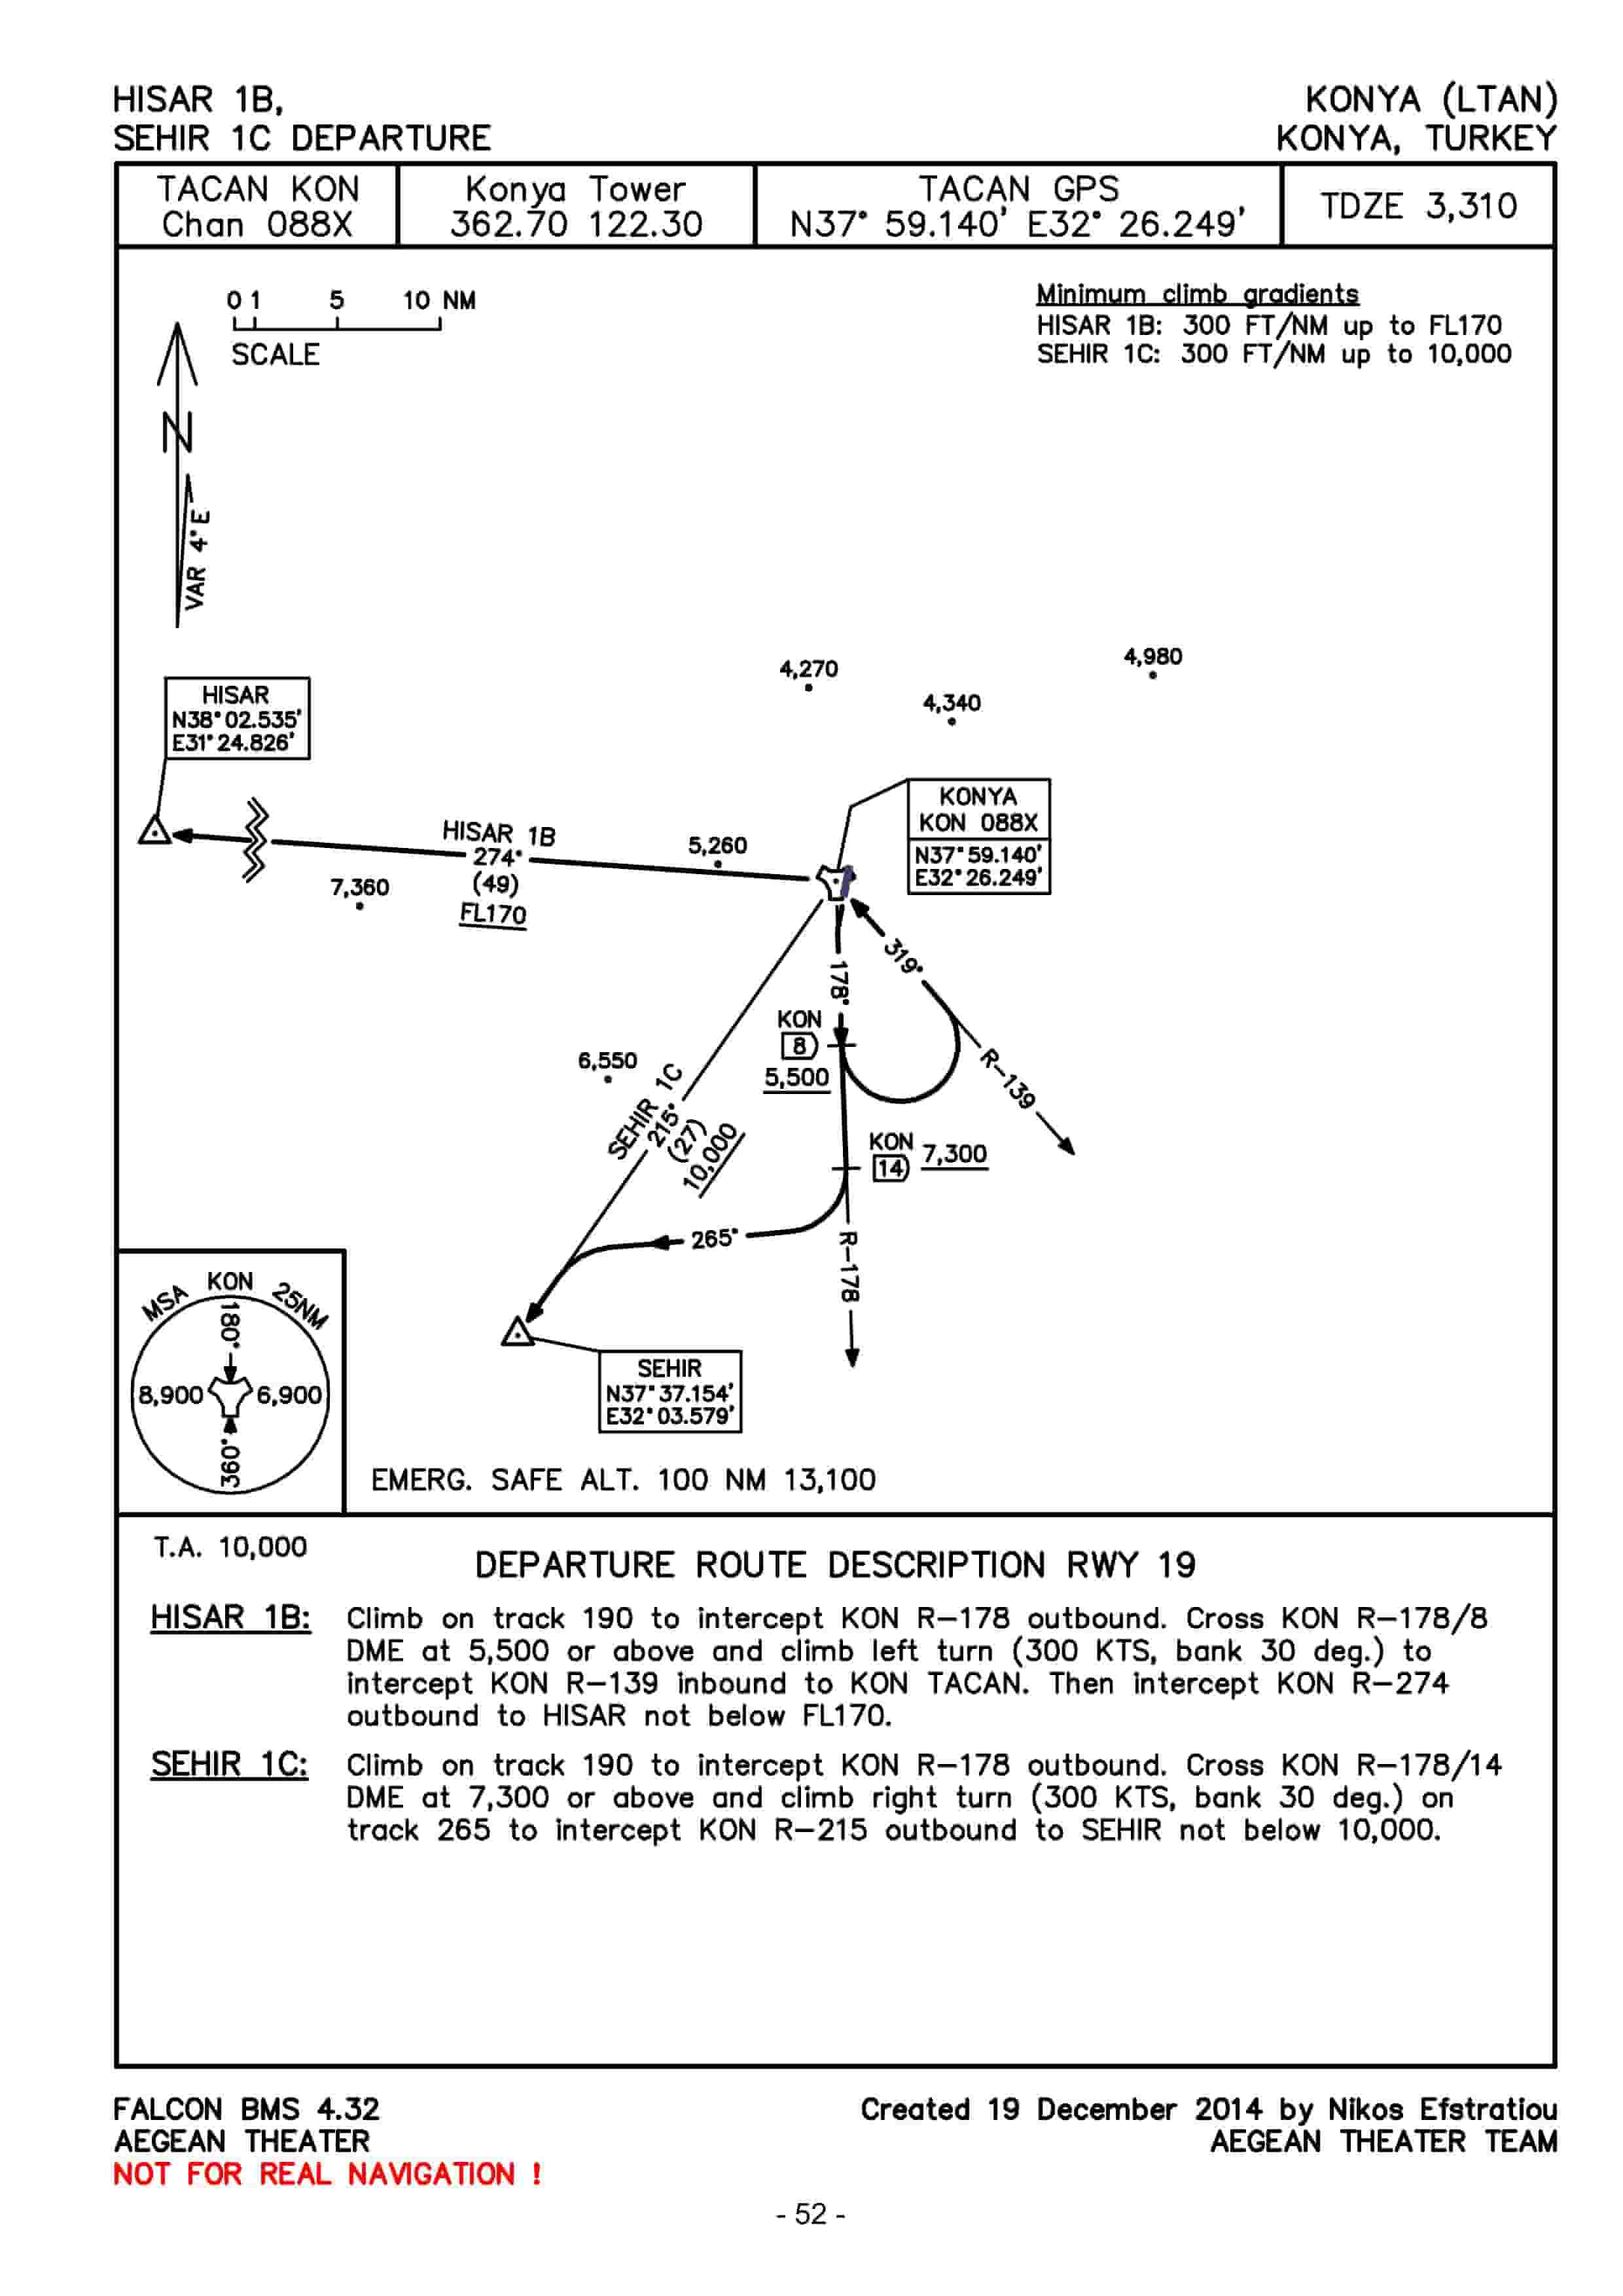 HISAR 1B,
SEHIR 1C DEPARTURE
KONYA (LTAN)
KONYA, TURKEY
TACAN KON
Chan 088X
Konya Tower
362.70 122.30
TACAN GPS
N37° 59.140' E32° 26.249'
TDZE 3,310
0 1 5 10 NM
SCALE
Minimum climb gradients
HISAR 1B: 300 FT/NM up to FL170
SEHIR 1C: 300 FT/NM up to 10,000
N
VAR 4°E
4,270
4,980
4,340
HISAR
N38° 02.535'
E31° 24.826'
KONYA
KON 088X
N37° 59.140'
E32° 26.249'
HISAR 1B
274°
(49)
FL170
5,260
7,360
319°
178°
KON
8
5,500
R-139
6,550
SEHIR 1C
215°
(27)
10,000
KON
14
7,300
265°
R-178
SEHIR
N37° 37.154'
E32° 03.579'
MSA KON 25NM
180°
8,900
6,900
360°
EMERG. SAFE ALT. 100 NM 13,100
T.A. 10,000
DEPARTURE ROUTE DESCRIPTION RWY 19
HISAR 1B: Climb on track 190 to intercept KON R-178 outbound. Cross KON R-178/8
DME at 5,500 or above and climb left turn (300 KTS, bank 30 deg.) to
intercept KON R-139 inbound to KON TACAN. Then intercept KON R-274
outbound to HISAR not below FL170.
SEHIR 1C: Climb on track 190 to intercept KON R-178 outbound. Cross KON R-178/14
DME at 7,300 or above and climb right turn (300 KTS, bank 30 deg.) on
track 265 to intercept KON R-215 outbound to SEHIR not below 10,000.
FALCON BMS 4.32
AEGEAN THEATER
NOT FOR REAL NAVIGATION !
Created 19 December 2014 by Nikos Efstratiou
AEGEAN THEATER TEAM
- 52 -